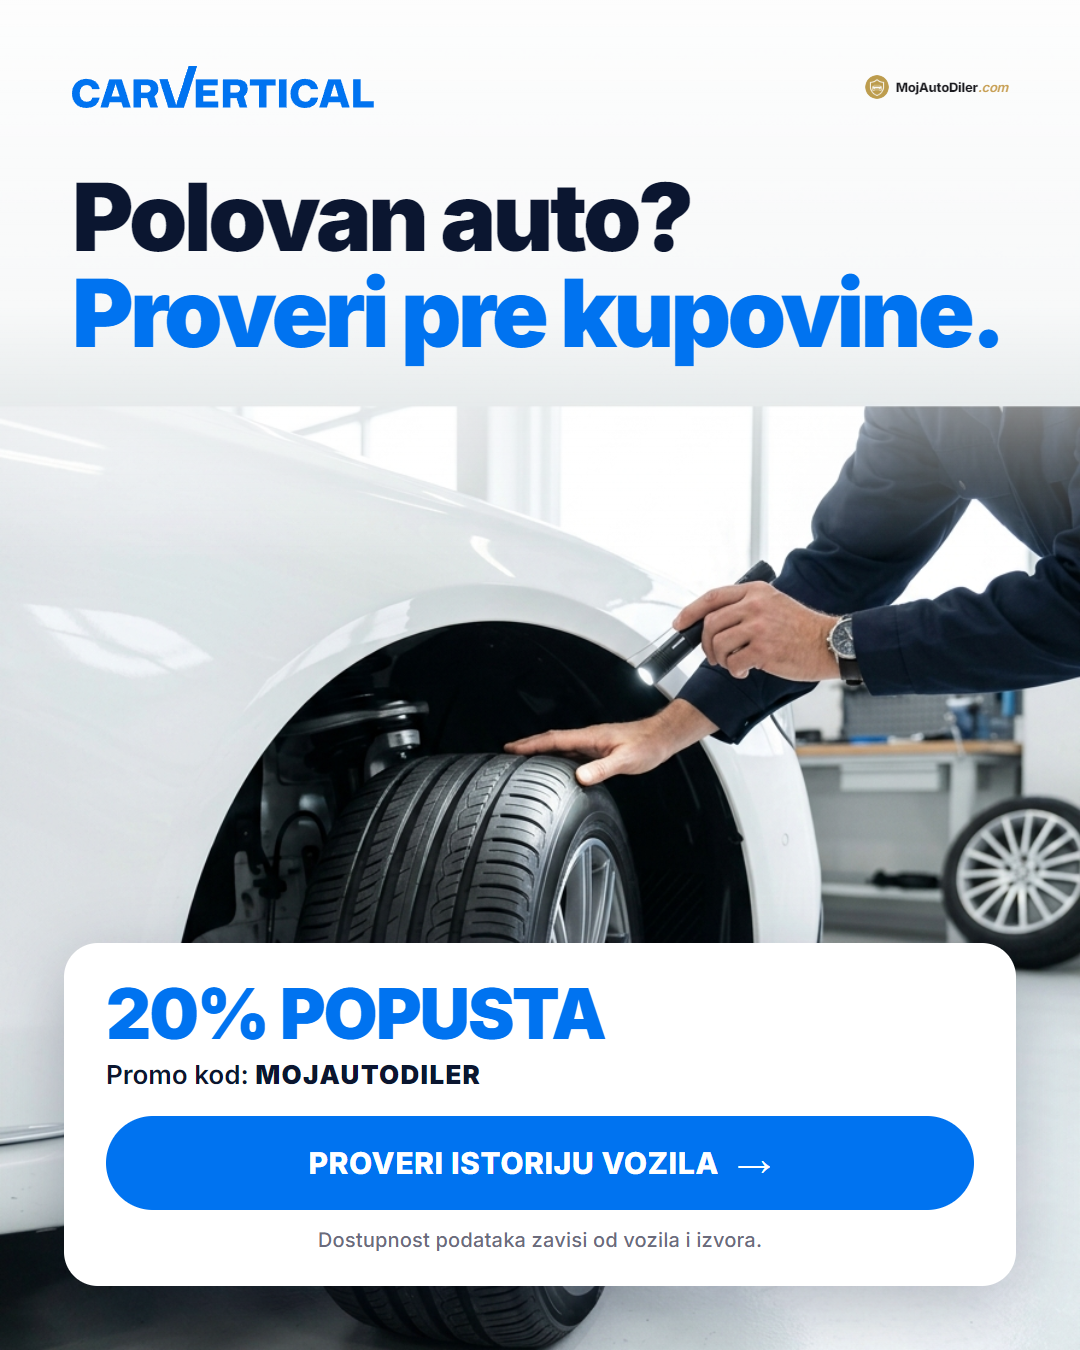 CARVERTICAL
MojAutoDiler.com
Polovan auto?
Proveri pre kupovine.
20% POPUSTA
Promo kod: MOJAUTODILER
PROVERI ISTORIJU VOZILA →
Dostupnost podataka zavisi od vozila i izvora.